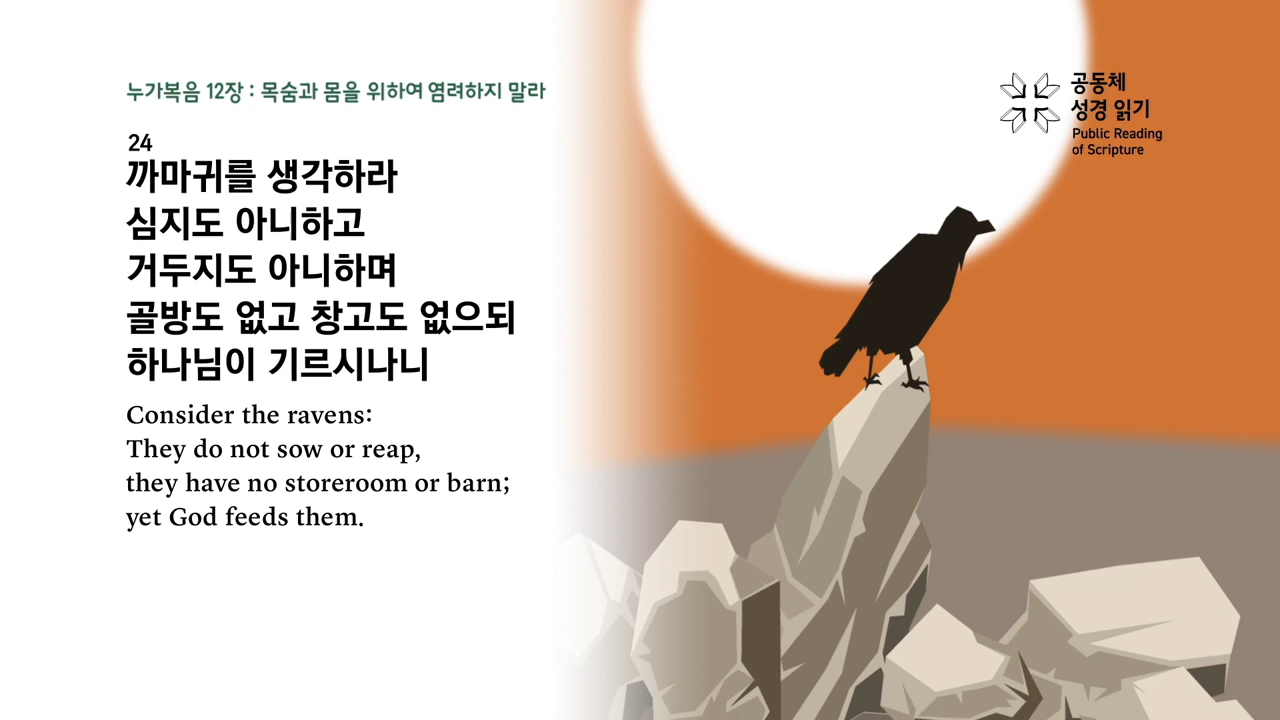 누가복음 12장 : 목숨과 몸을 위하여 염려하지 말라
공동체
성경 읽기
Public Reading
of Scripture
24
까마귀를 생각하라
심지도 아니하고
거두지도 아니하며
골방도 없고 창고도 없으되
하나님이 기르시나니
Consider the ravens:
They do not sow or reap,
they have no storeroom or barn;
yet God feeds them.